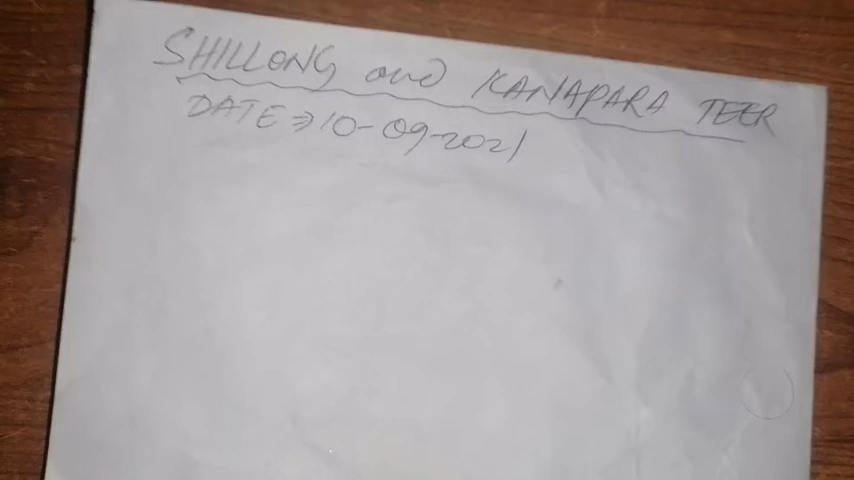 SHILLONG and KANAPARA TEER
DATE ⇒ 10-09-2021